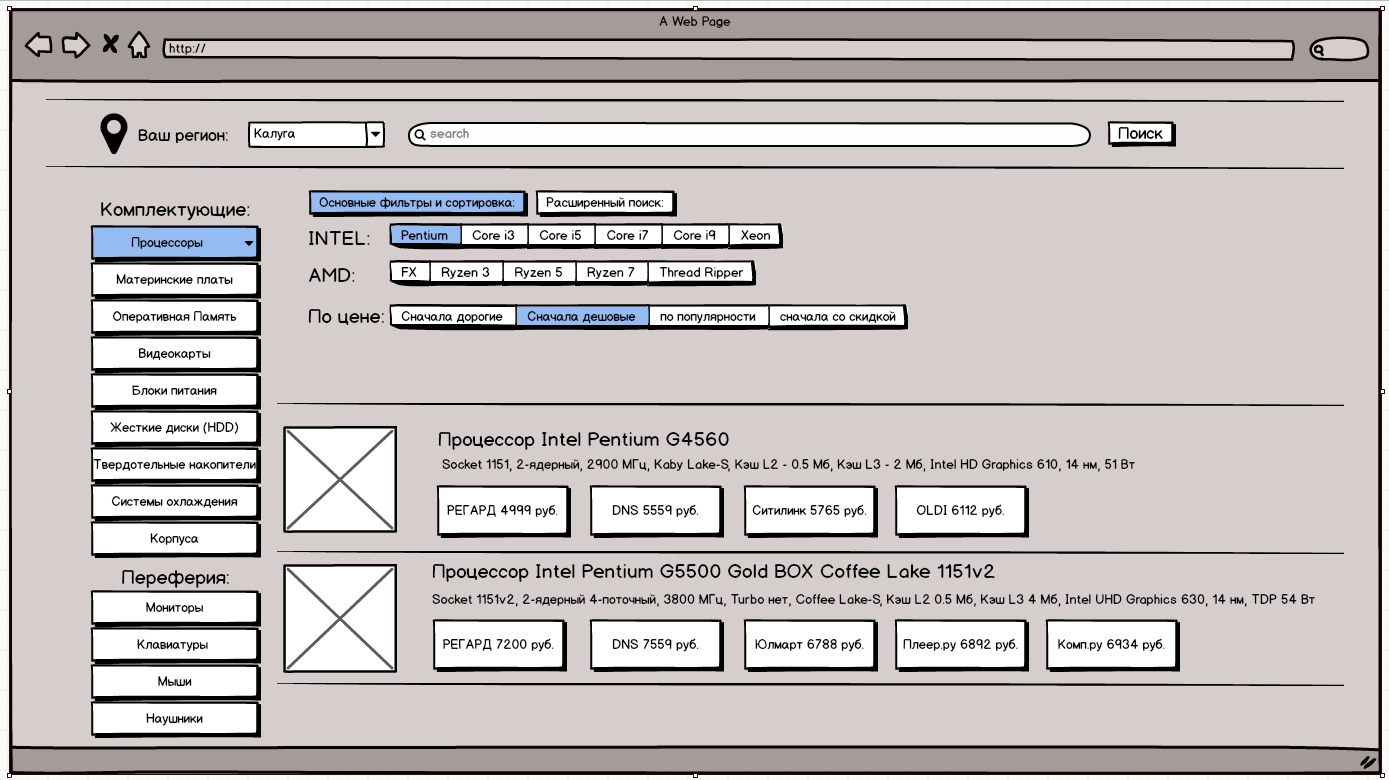 A Web Page
http://
Ваш регион:
Калуга
search
Поиск
Комплектующие:
Процессоры
Материнские платы
Оперативная Память
Видеокарты
Блоки питания
Жесткие диски (HDD)
Твердотельные накопители
Системы охлаждения
Корпуса
Переферия:
Мониторы
Клавиатуры
Мыши
Наушники
Основные фильтры и сортировка:
Расширенный поиск:
INTEL: Pentium Core i3 Core i5 Core i7 Core i9 Xeon
AMD: FX Ryzen 3 Ryzen 5 Ryzen 7 Thread Ripper
По цене: Сначала дорогие Сначала дешовые по популярности сначала со скидкой
Процессор Intel Pentium G4560
Socket 1151, 2-ядерный, 2900 МГц, Kaby Lake-S, Кэш L2 - 0.5 Мб, Кэш L3 - 2 Мб, Intel HD Graphics 610, 14 нм, 51 Вт
РЕГАРД 4999 руб. DNS 5559 руб. Ситилинк 5765 руб. OLDI 6112 руб.
Процессор Intel Pentium G5500 Gold BOX Coffee Lake 1151v2
Socket 1151v2, 2-ядерный 4-поточный, 3800 МГц, Turbo нет, Coffee Lake-S, Кэш L2 0.5 Мб, Кэш L3 4 Мб, Intel UHD Graphics 630, 14 нм, TDP 54 Вт
РЕГАРД 7200 руб. DNS 7559 руб. Юлмарт 6788 руб. Плеер.ру 6892 руб. Комп.ру 6934 руб.